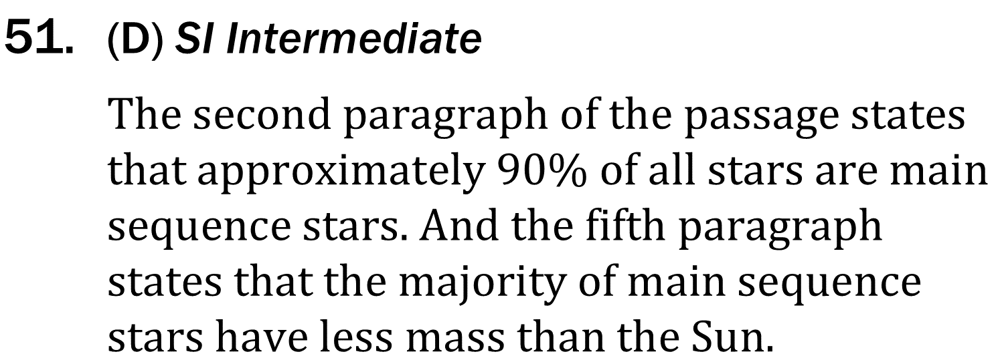 51. (D) SI Intermediate
The second paragraph of the passage states
that approximately 90% of all stars are main
sequence stars. And the fifth paragraph
states that the majority of main sequence
stars have less mass than the Sun.